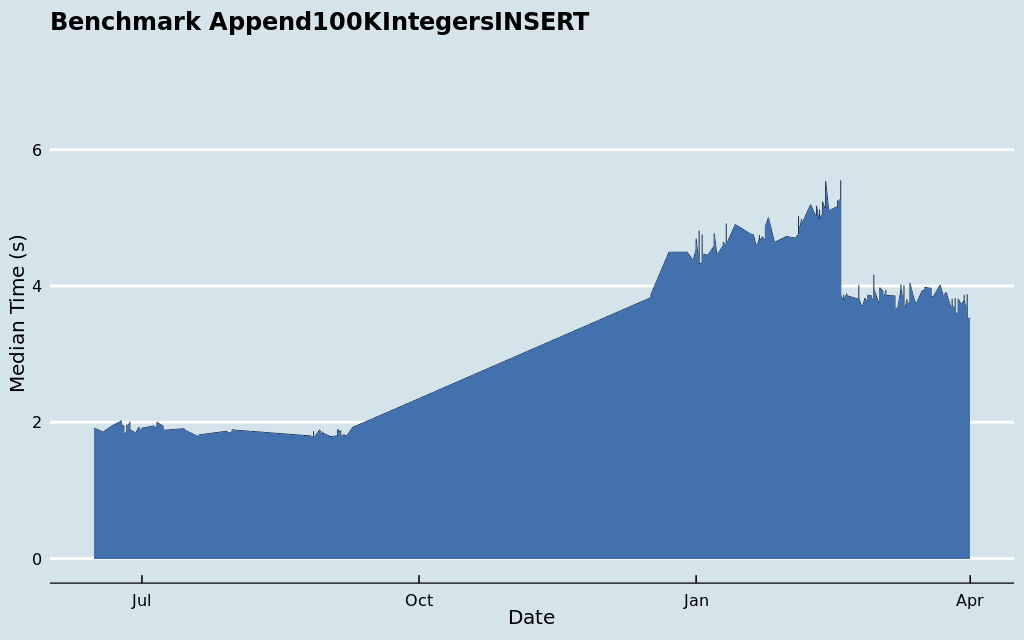 Benchmark Append100KIntegersINSERT
6
4
2
0
Median Time (s)
Jul
Oct
Jan
Apr
Date